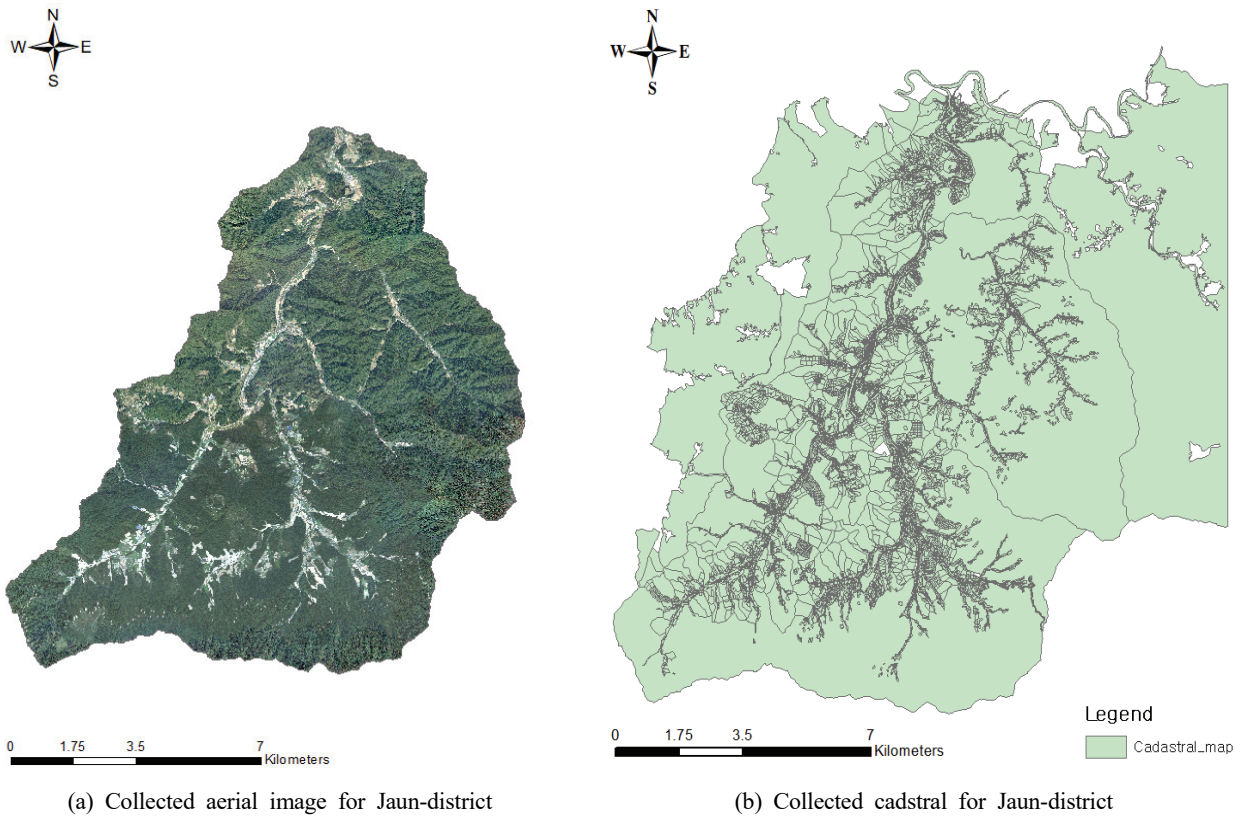 N
W E
S
0 1.75 3.5 7
Kilometers
(a) Collected aerial image for Jaun-district
N
W E
S
Legend
Cadastral_map
0 1.75 3.5 7
Kilometers
(b) Collected cadstral for Jaun-district